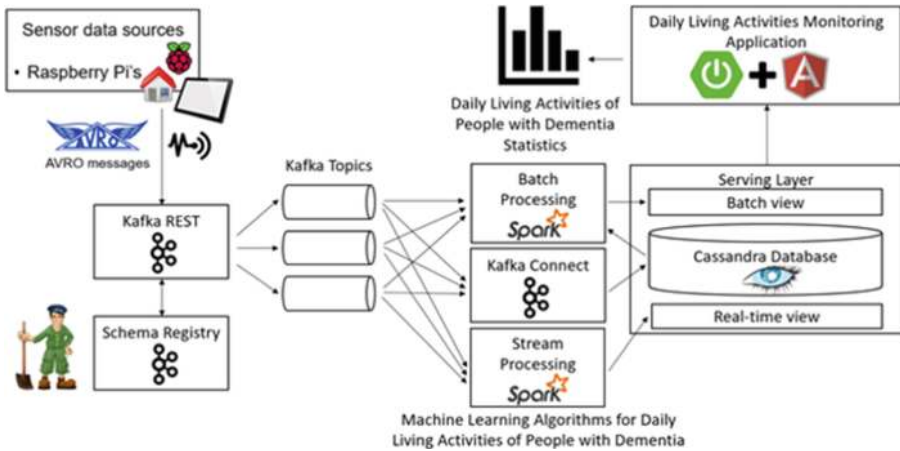 Sensor data sources
• Raspberry Pi's
AVRO
AVRO messages
Kafka REST
Schema Registry
Kafka Topics
Daily Living Activities of
People with Dementia
Statistics
Batch
Processing
Spark
Kafka Connect
Stream
Processing
Spark
Machine Learning Algorithms for Daily
Living Activities of People with Dementia
Daily Living Activities Monitoring
Application
A
Serving Layer
Batch view
Cassandra Database
Real-time view